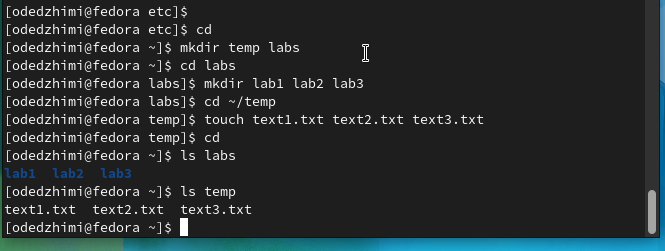 [odedzhimi@fedora etc]$
[odedzhimi@fedora etc]$ cd
[odedzhimi@fedora ~]$ mkdir temp labs
[odedzhimi@fedora ~]$ cd labs
[odedzhimi@fedora labs]$ mkdir lab1 lab2 lab3
[odedzhimi@fedora labs]$ cd ~/temp
[odedzhimi@fedora temp]$ touch text1.txt text2.txt text3.txt
[odedzhimi@fedora temp]$ cd
[odedzhimi@fedora ~]$ ls labs
lab1  lab2  lab3
[odedzhimi@fedora ~]$ ls temp
text1.txt  text2.txt  text3.txt
[odedzhimi@fedora ~]$